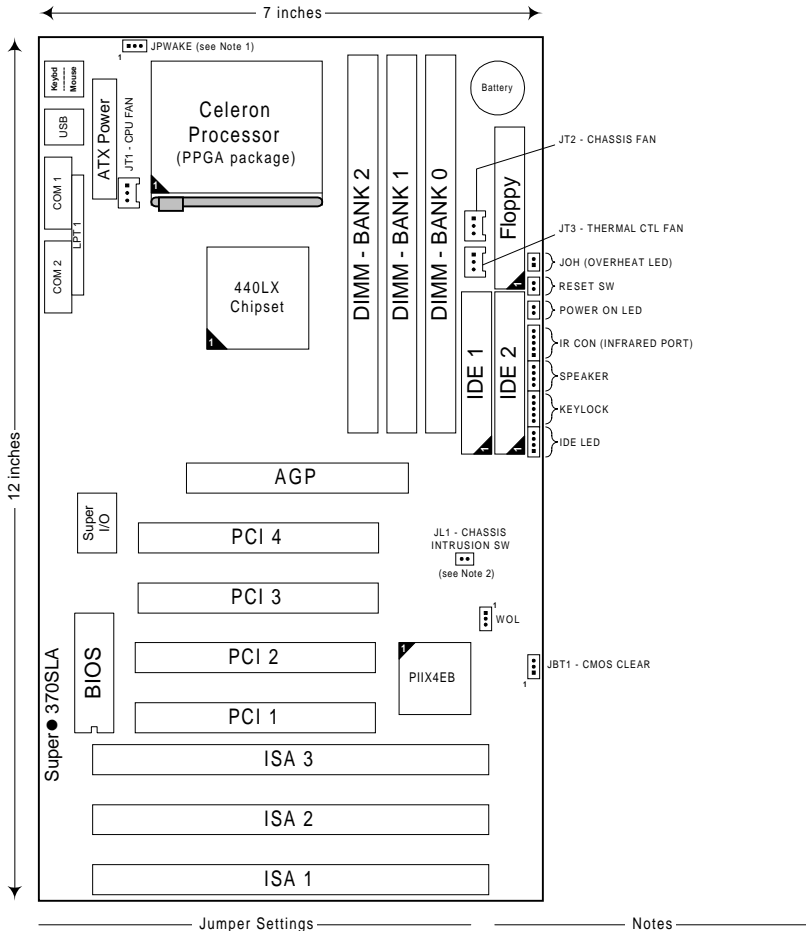 7 inches
JPWAKE (see Note 1)
1
Keybd
Mouse
USB
ATX Power
JT1 - CPU FAN
Celeron
Processor
(PPGA package)
1
COM 1
LPT 1
COM 2
440LX
Chipset
1
DIMM - BANK 2
DIMM - BANK 1
DIMM - BANK 0
Battery
Floppy
1
JT2 - CHASSIS FAN
JT3 - THERMAL CTL FAN
JOH (OVERHEAT LED)
RESET SW
POWER ON LED
IR CON (INFRARED PORT)
SPEAKER
KEYLOCK
IDE LED
IDE 1
1
IDE 2
1
12 inches
AGP
Super
I/O
PCI 4
JL1 - CHASSIS
INTRUSION SW
(see Note 2)
PCI 3
1
WOL
BIOS
PCI 2
1
PIIX4EB
JBT1 - CMOS CLEAR
1
PCI 1
Super● 370SLA
ISA 3
ISA 2
ISA 1
Jumper Settings
Notes